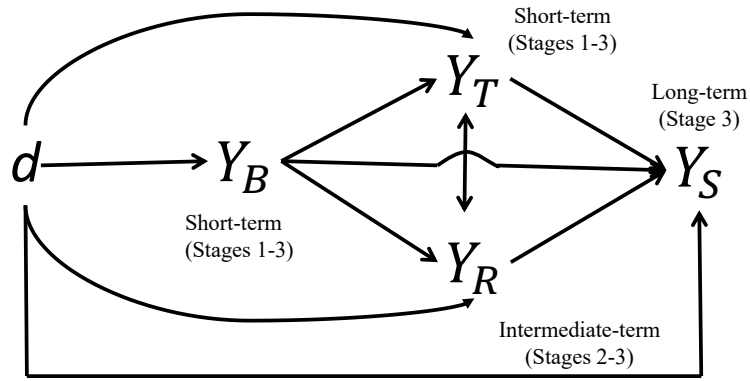 Short-term
(Stages 1-3)
Y_T
Long-term
(Stage 3)
d
Y_B
Y_S
Short-term
(Stages 1-3)
Y_R
Intermediate-term
(Stages 2-3)